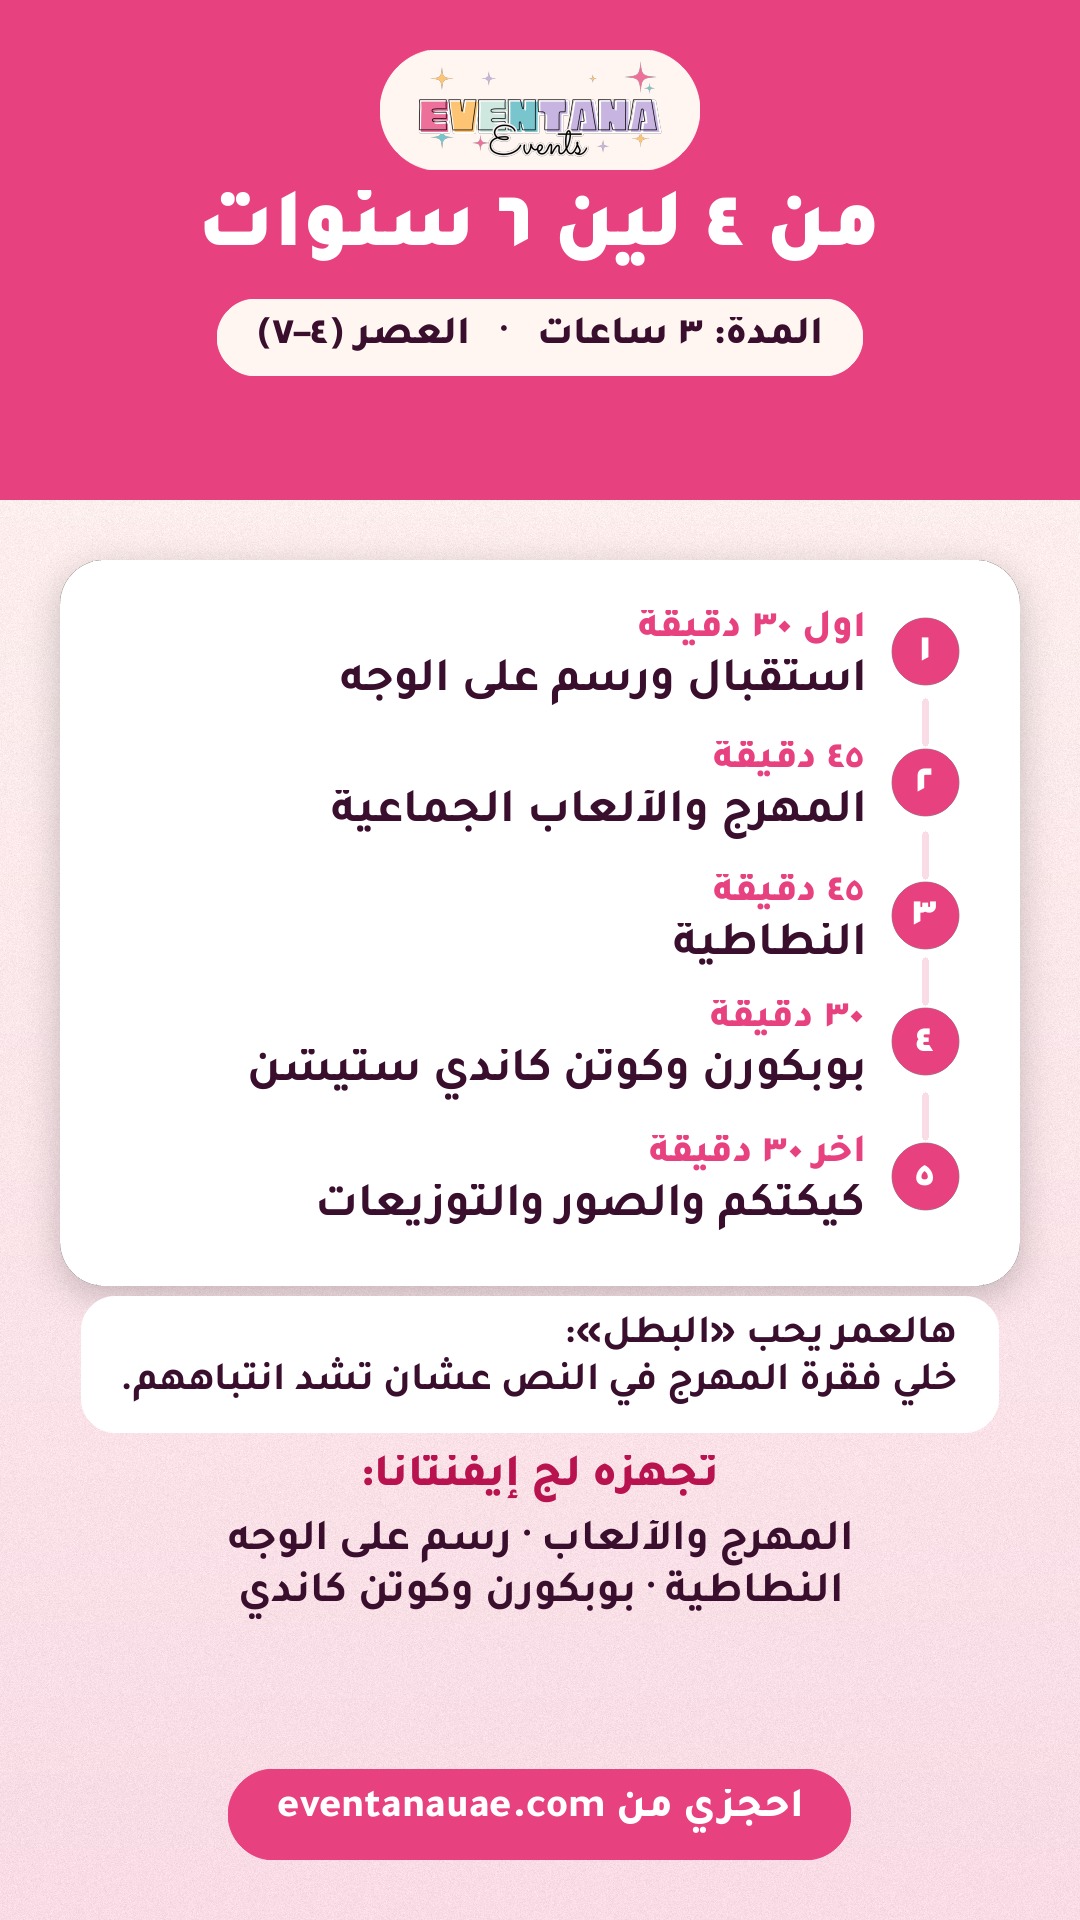 EVENTANA
Events
من ٤ لين ٦ سنوات
المدة: ٣ ساعات · العصر (٤–٧)
١
اول ٣٠ دقيقة
استقبال ورسم على الوجه
٢
٤٥ دقيقة
المهرج والألعاب الجماعية
٣
٤٥ دقيقة
النطاطية
٤
٣٠ دقيقة
بوبكورن وكوتن كاندي ستيشن
٥
اخر ٣٠ دقيقة
كيكتكم والصور والتوزيعات
هالعمر يحب «البطل»:
خلي فقرة المهرج في النص عشان تشد انتباههم.
تجهزه لج إيفنتانا:
المهرج والألعاب · رسم على الوجه
النطاطية · بوبكورن وكوتن كاندي
احجزي من eventanauae.com